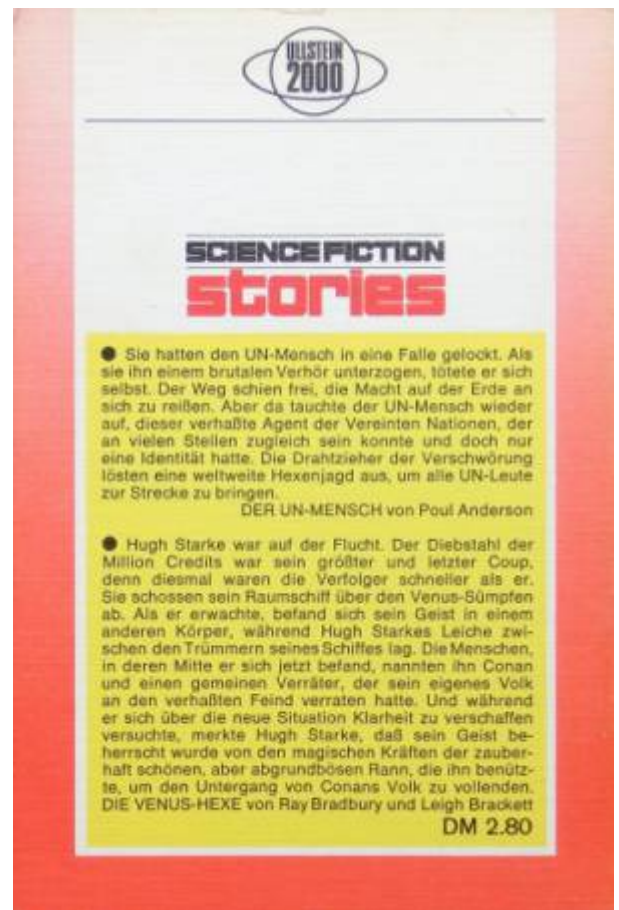 ULLSTEIN
2000
SCIENCE FICTION
stories
● Sie hatten den UN-Mensch in eine Falle gelockt. Als
sie ihn einem brutalen Verhör unterzogen, tötete er sich
selbst. Der Weg schien frei, die Macht auf der Erde an
sich zu reißen. Aber da tauchte der UN-Mensch wieder
auf, dieser verhaßte Agent der Vereinten Nationen, der
an vielen Stellen zugleich sein konnte und doch nur
eine Identität hatte. Die Drahtzieher der Verschwörung
lösten eine weltweite Hexenjagd aus, um alle UN-Leute
zur Strecke zu bringen.
DER UN-MENSCH von Poul Anderson
● Hugh Starke war auf der Flucht. Der Diebstahl der
Million Credits war sein größter und letzter Coup,
denn diesmal waren die Verfolger schneller als er.
Sie schossen sein Raumschiff über den Venus-Sümpfen
ab. Als er erwachte, befand sich sein Geist in einem
anderen Körper, während Hugh Starkes Leiche zwi-
schen den Trümmern seines Schiffes lag. Die Menschen,
in deren Mitte er sich jetzt befand, nannten ihn Conan
und einen gemeinen Verräter, der sein eigenes Volk
an den verhaßten Feind verraten hatte. Und während
er sich über die neue Situation Klarheit zu verschaffen
versuchte, merkte Hugh Starke, daß sein Geist be-
herrscht wurde von den magischen Kräften der zauber-
haft schönen, aber abgrundbösen Rann, die ihn benütz-
te, um den Untergang von Conans Volk zu vollenden.
DIE VENUS-HEXE von Ray Bradbury und Leigh Brackett
DM 2.80